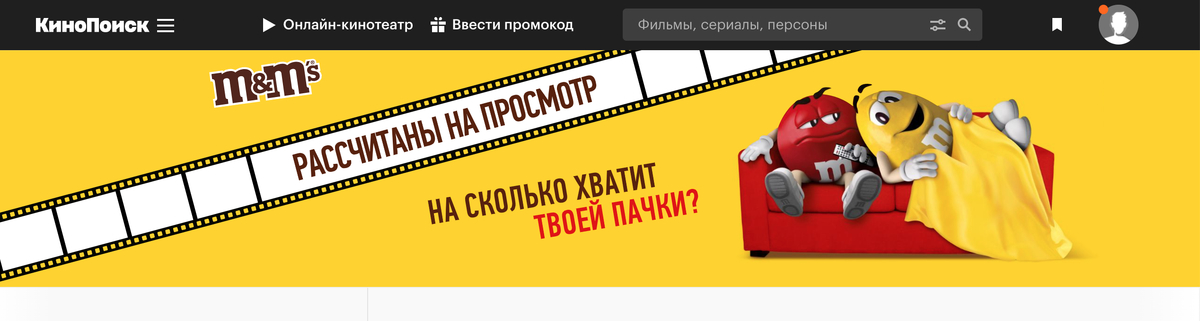 КиноПоиск
Онлайн-кинотеатр
Ввести промокод
Фильмы, сериалы, персоны
m&m's
РАССЧИТАНЫ НА ПРОСМОТР
НА СКОЛЬКО ХВАТИТ
ТВОЕЙ ПАЧКИ?
m
m